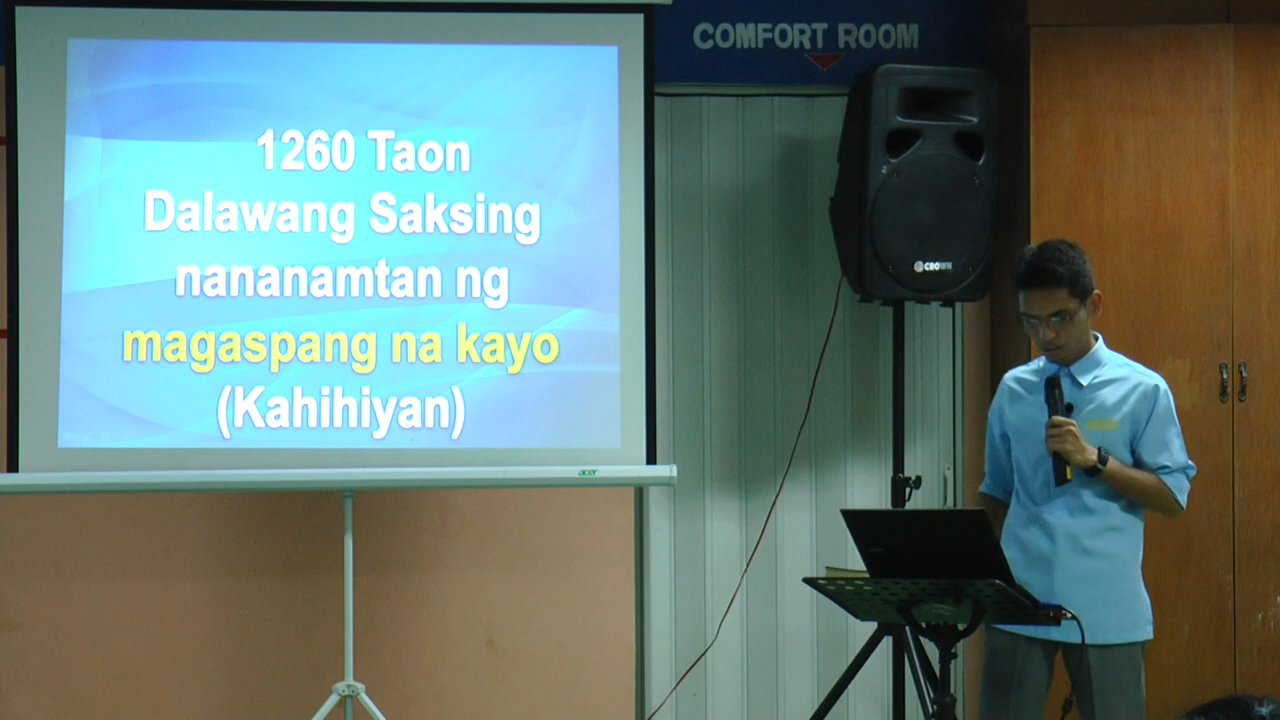 1260 Taon
Dalawang Saksing
nananamtan ng
magaspang na kayo
(Kahihiyan)
acer
COMFORT ROOM
CROWN